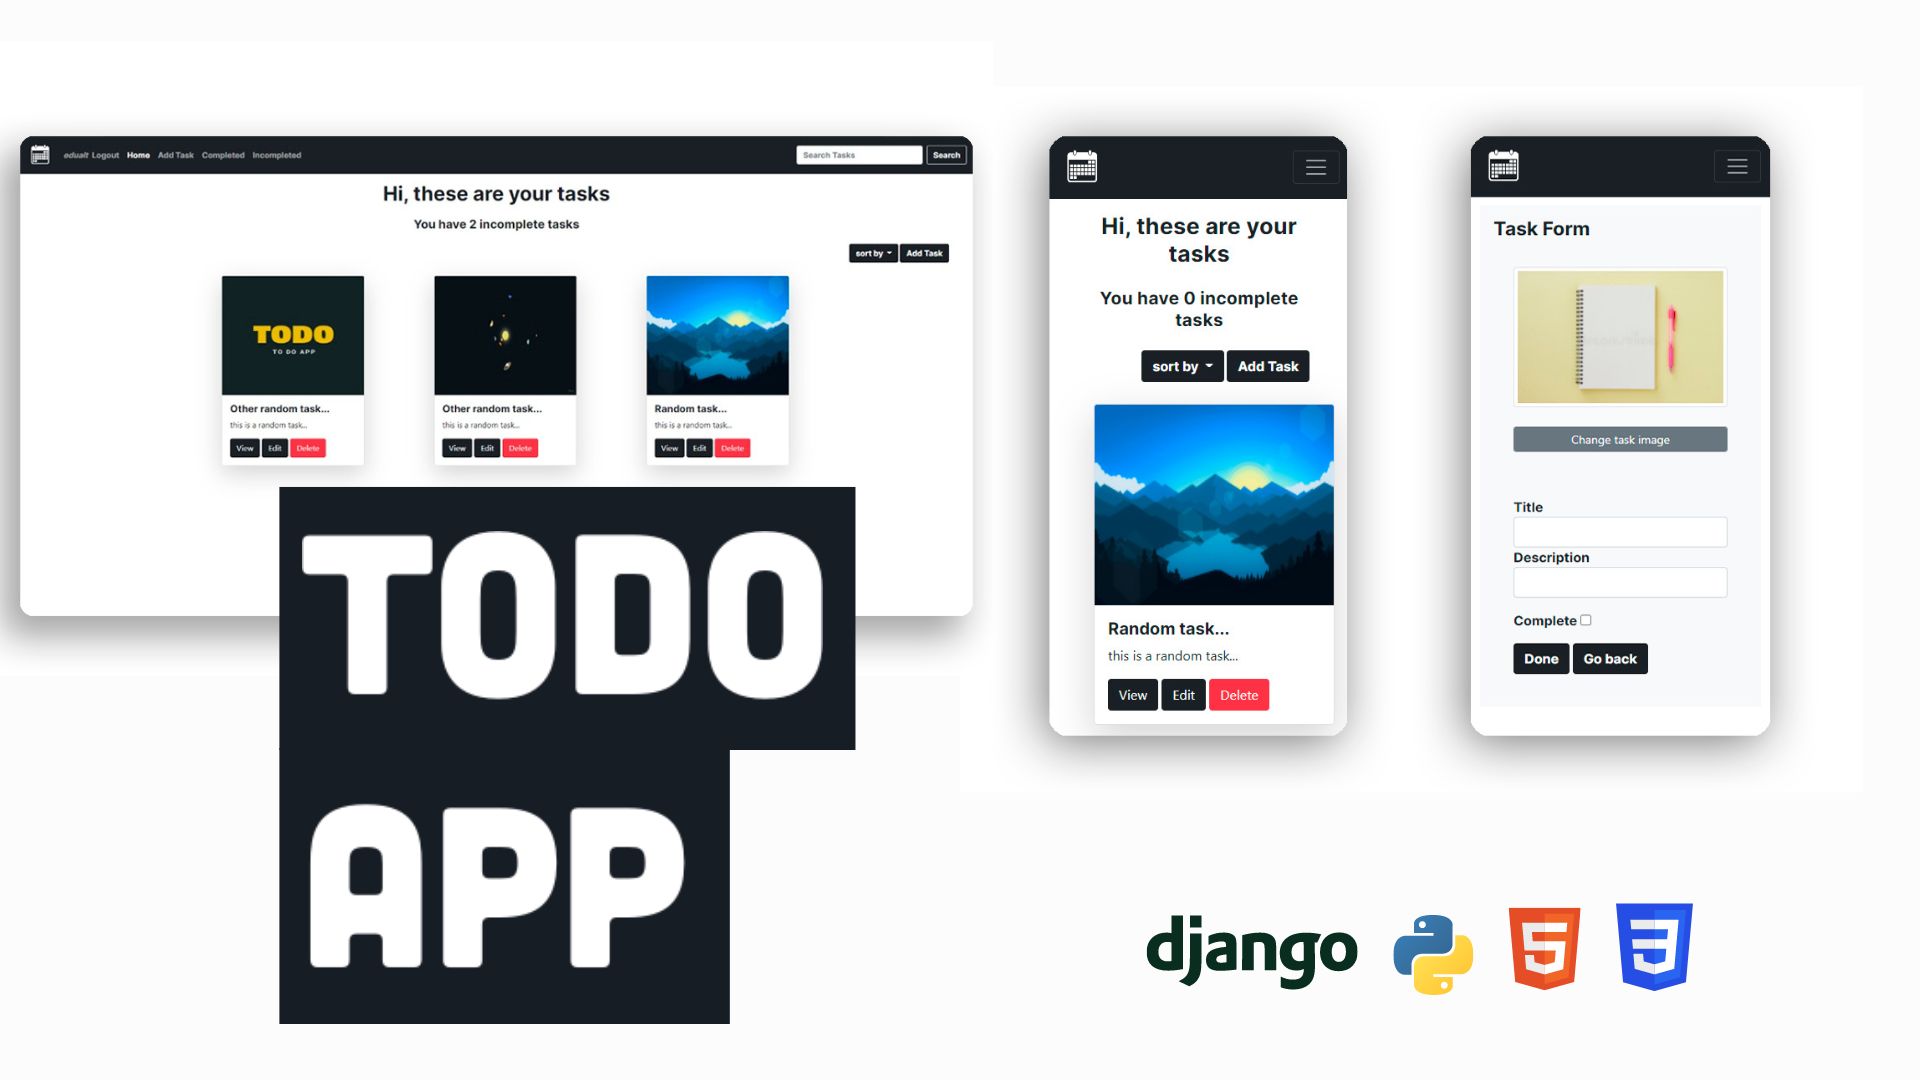 edualt Logout Home Add Task Completed Incompleted
Search Tasks
Search
Hi, these are your tasks
You have 2 incomplete tasks
sort by
Add Task
TODO
TO DO APP
Other random task...
this is a random task...
View Edit Delete
Other random task...
this is a random task...
View Edit Delete
Random task...
this is a random task...
View Edit Delete
TODO
APP
Hi, these are your
tasks
You have 0 incomplete
tasks
sort by
Add Task
Random task...
this is a random task...
View Edit Delete
Task Form
Change task image
Title
Description
Complete
Done
Go back
django
5
3